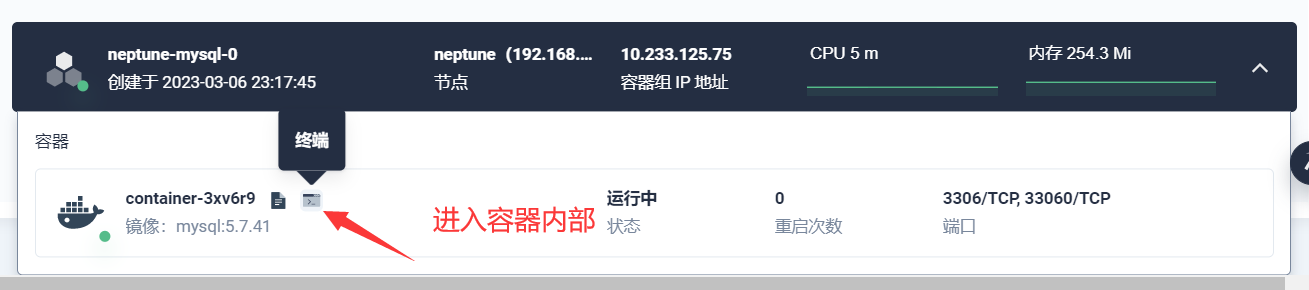 neptune-mysql-0
创建于 2023-03-06 23:17:45
neptune（192.168....
节点
10.233.125.75
容器组 IP 地址
CPU 5 m
内存 254.3 Mi
容器
终端
container-3xv6r9
镜像：mysql:5.7.41
进入容器内部
运行中
状态
0
重启次数
3306/TCP, 33060/TCP
端口